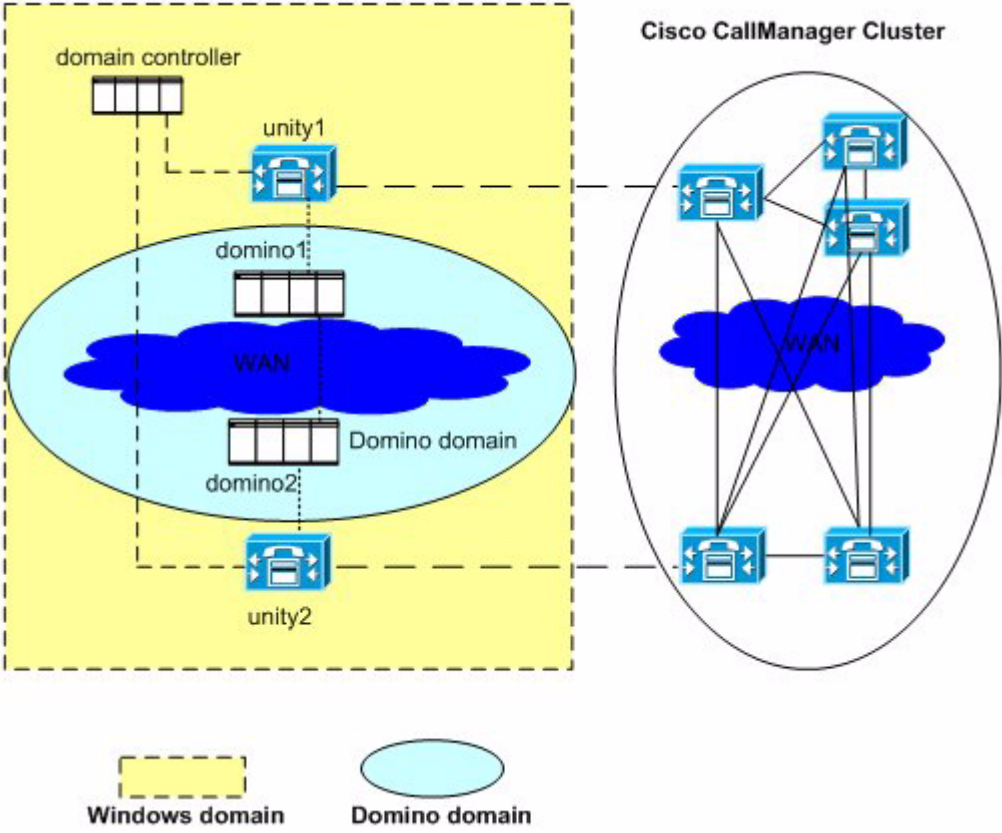 Cisco CallManager Cluster
domain controller
unity1
domino1
WAN
WAN
Domino domain
domino2
unity2
Windows domain
Domino domain